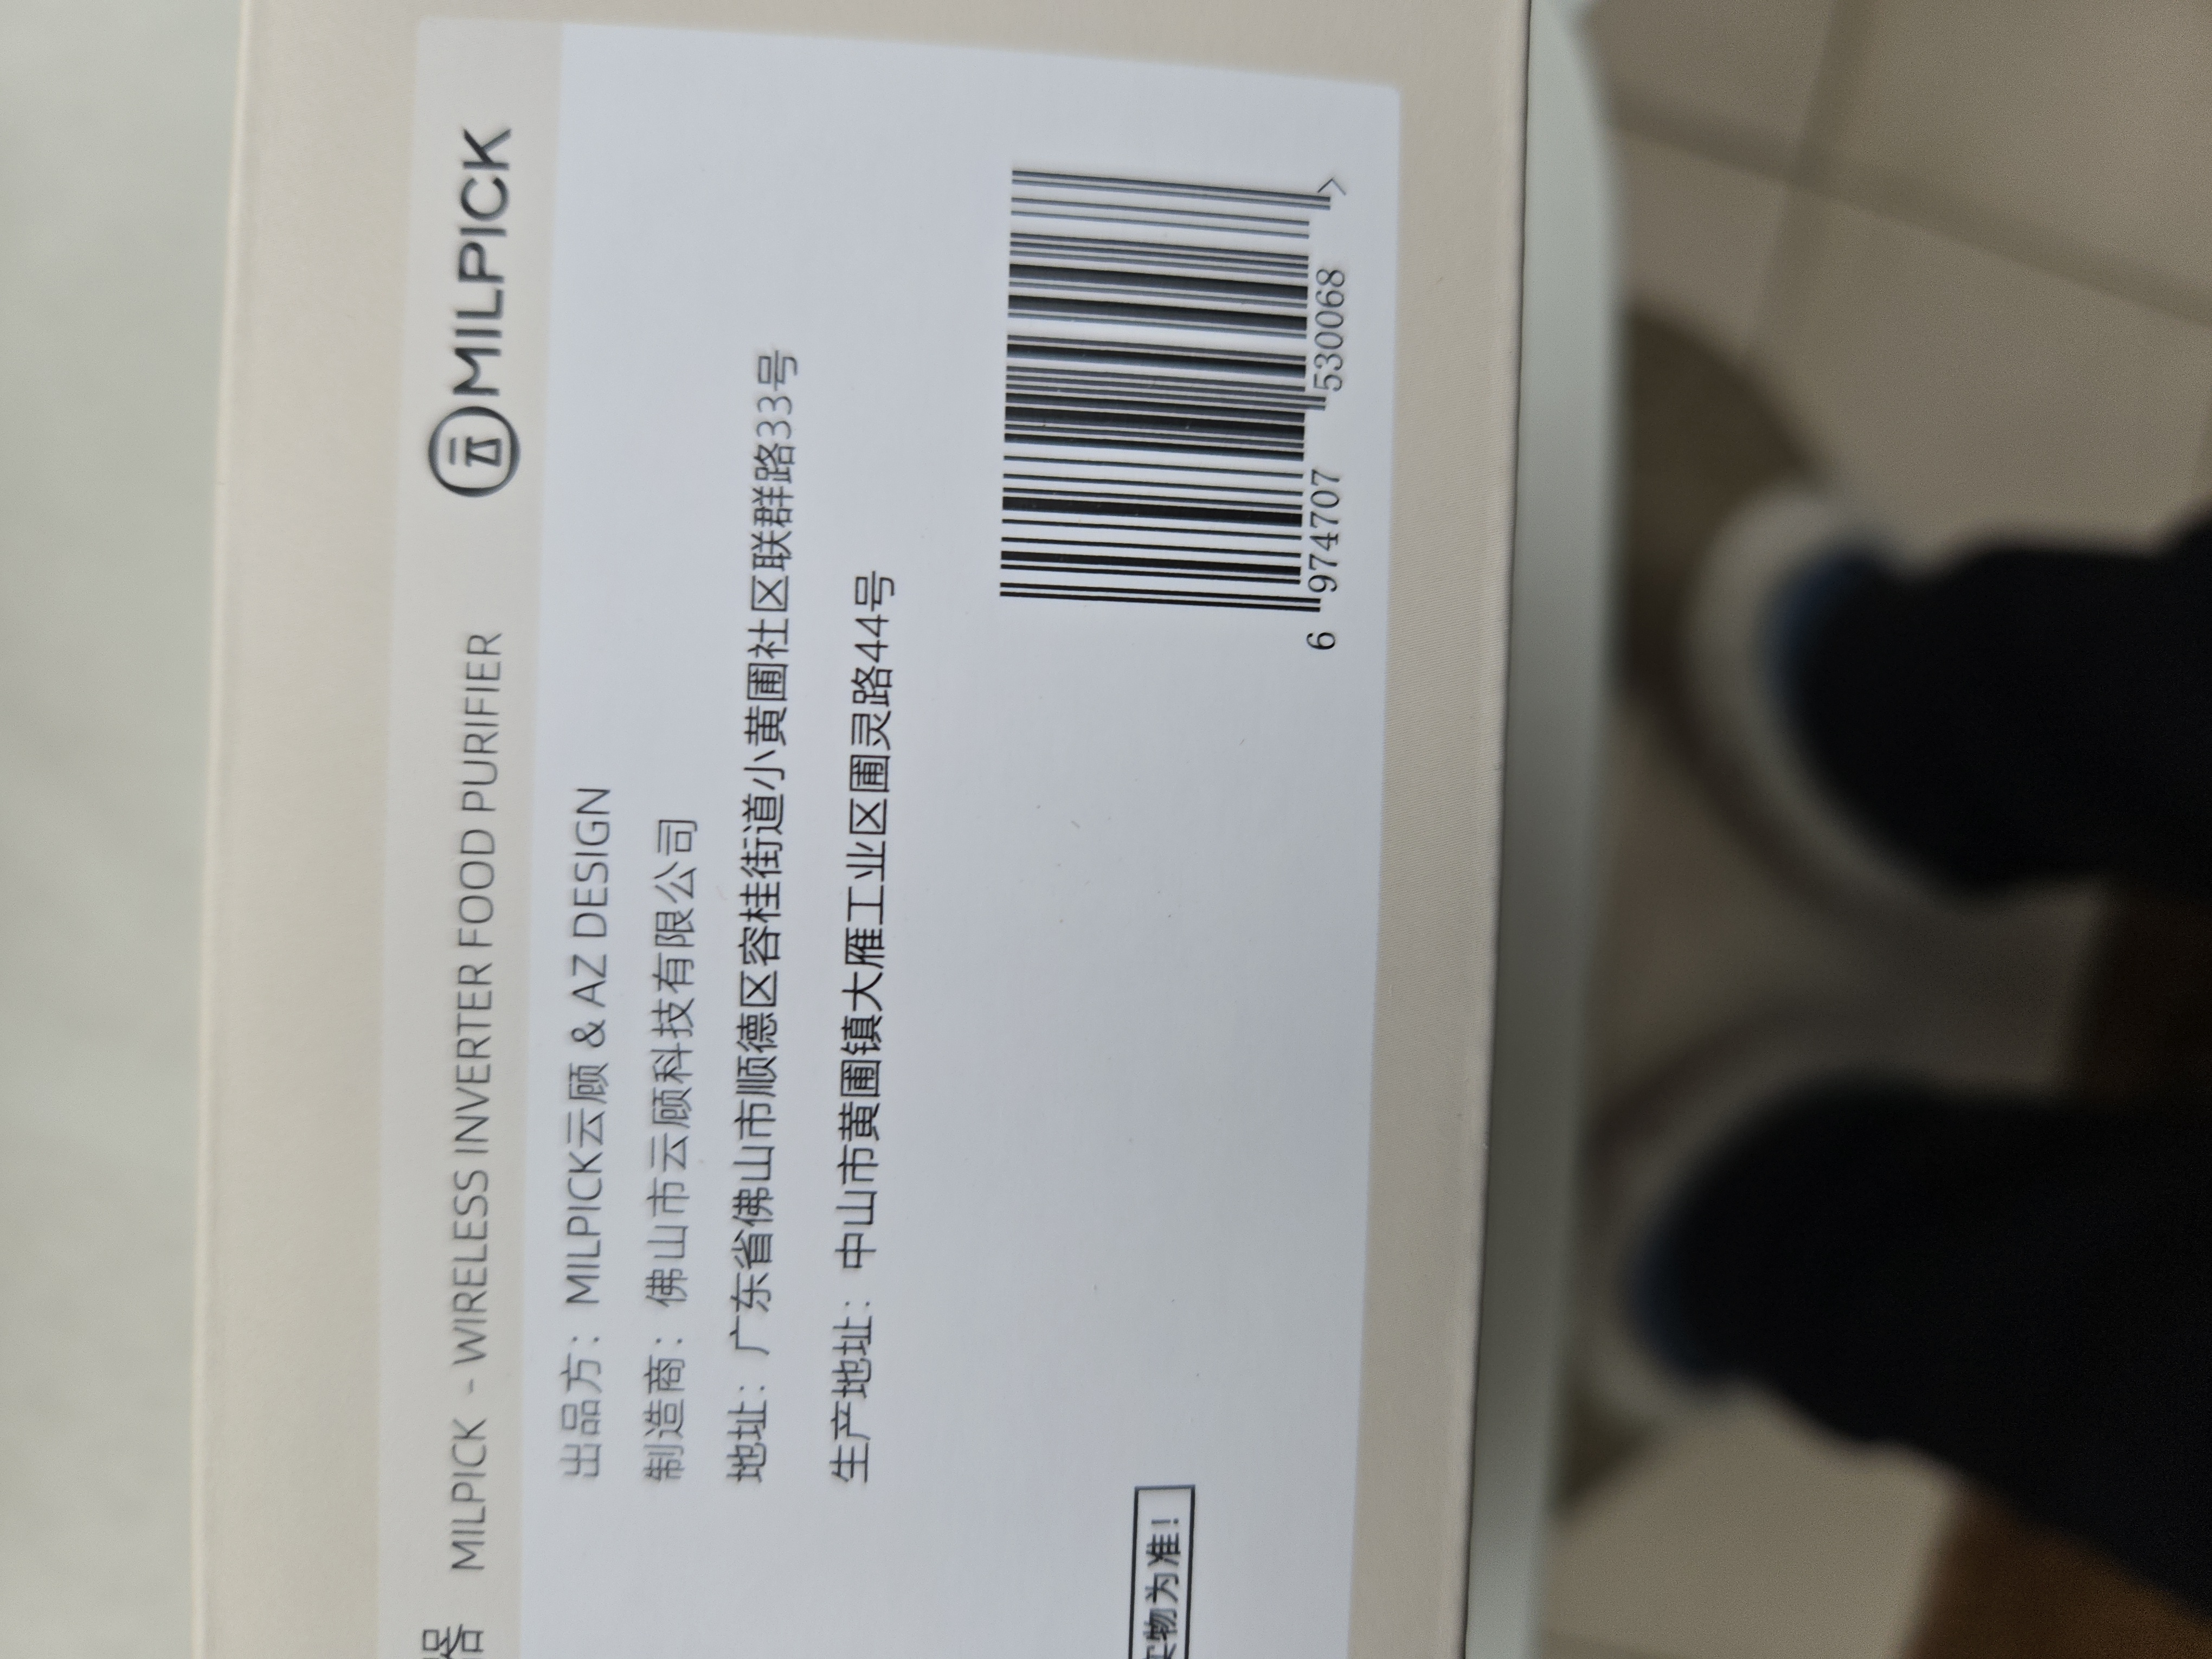 器 MILPICK - WIRELESS INVERTER FOOD PURIFIER
云 MILPICK
出品方：MILPICK云顾 & AZ DESIGN
制造商：佛山市云顾科技有限公司
地址：广东省佛山市顺德区容桂街道小黄圃社区联群路33号
生产地址：中山市黄圃镇大雁工业区圃灵路44号
实物为准！
6 974707 530068 >